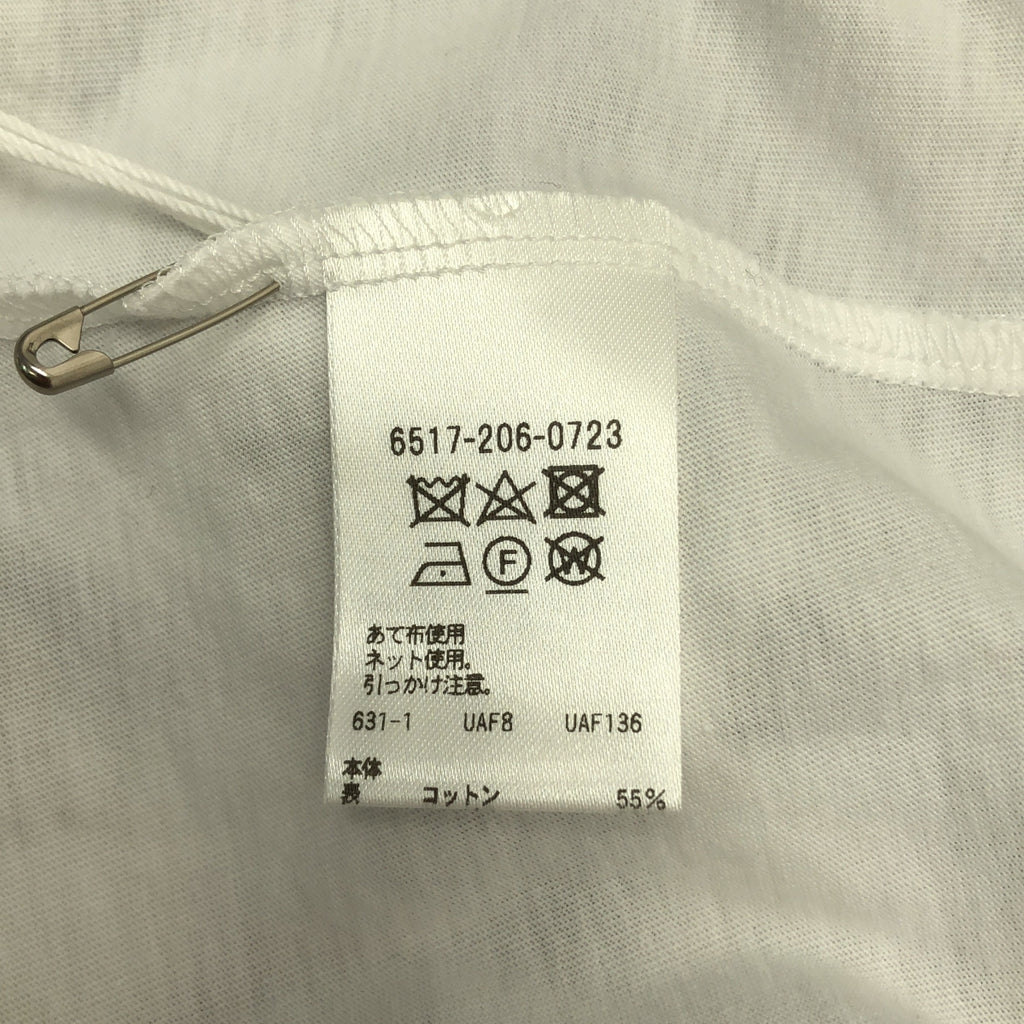 6517-206-0723
F W
あて布使用
ネット使用。
引っかけ注意。
631-1 UAF8 UAF136
本体
表 コットン 55%